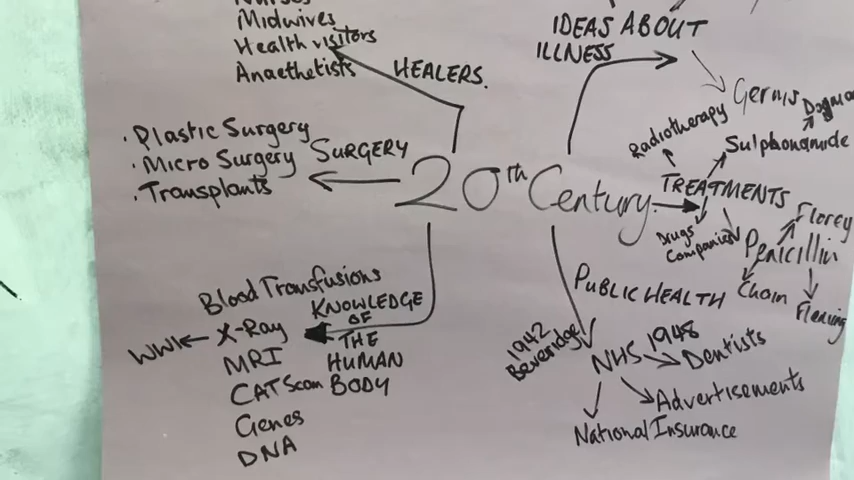 Nurses
Midwives
Health visitors
Anaethetists
HEALERS.
IDEAS ABOUT
ILLNESS
Germs
· Plastic Surgery
· Micro Surgery
· Transplants
SURGERY
20th Century
TREATMENTS
Radiotherapy
Sulphonamide
Drugs
Companies
Penicillin
Florey
Chain
Fleming
Blood Transfusions
X-Ray
WWI
MRI
CAT Scan
Genes
DNA
KNOWLEDGE
OF
THE
HUMAN
BODY
PUBLIC HEALTH
1942
Beveridge
NHS 1948
Dentists
Advertisements
National Insurance